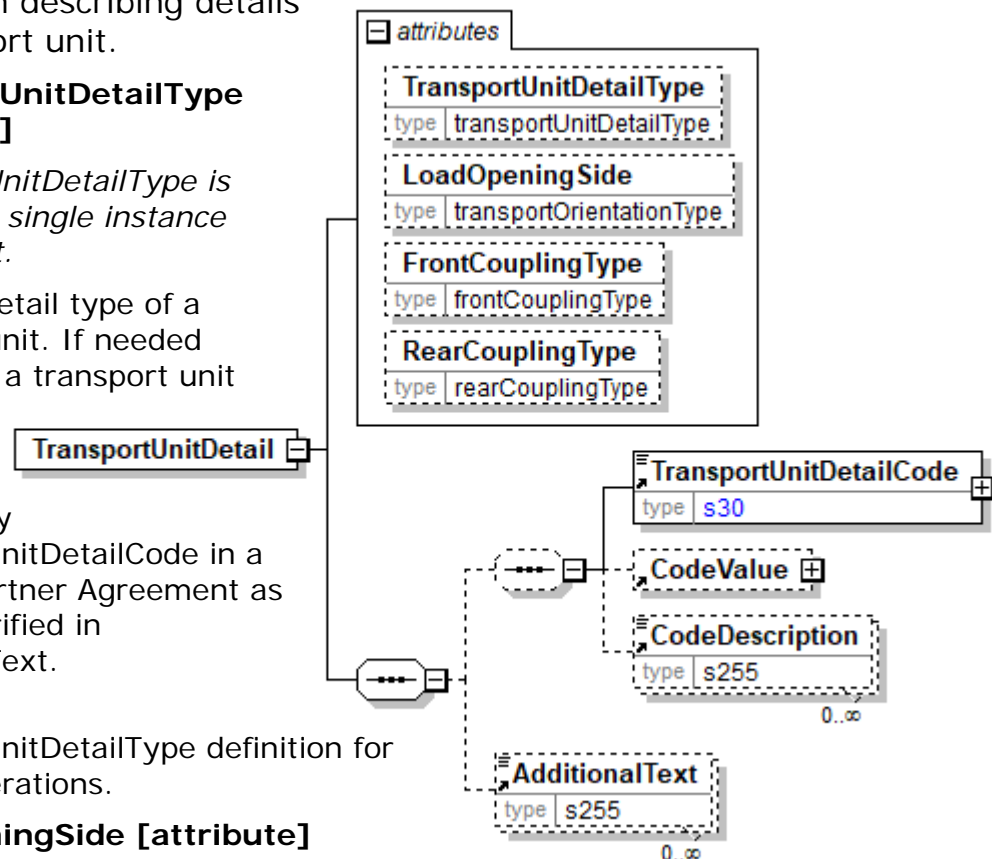 describing details
ort unit.
UnitDetailType
]
UnitDetailType is
single instance
t.
etail type of a
unit. If needed
a transport unit
y
UnitDetailCode in a
rtner Agreement as
rified in
Text.
UnitDetailType definition for
erations.
ningSide [attribute]
attributes
TransportUnitDetailType
type transportUnitDetailType
LoadOpeningSide
type transportOrientationType
FrontCouplingType
type frontCouplingType
RearCouplingType
type rearCouplingType
TransportUnitDetail
TransportUnitDetailCode
type s30
CodeValue
CodeDescription
type s255
0..∞
AdditionalText
type s255
0..∞